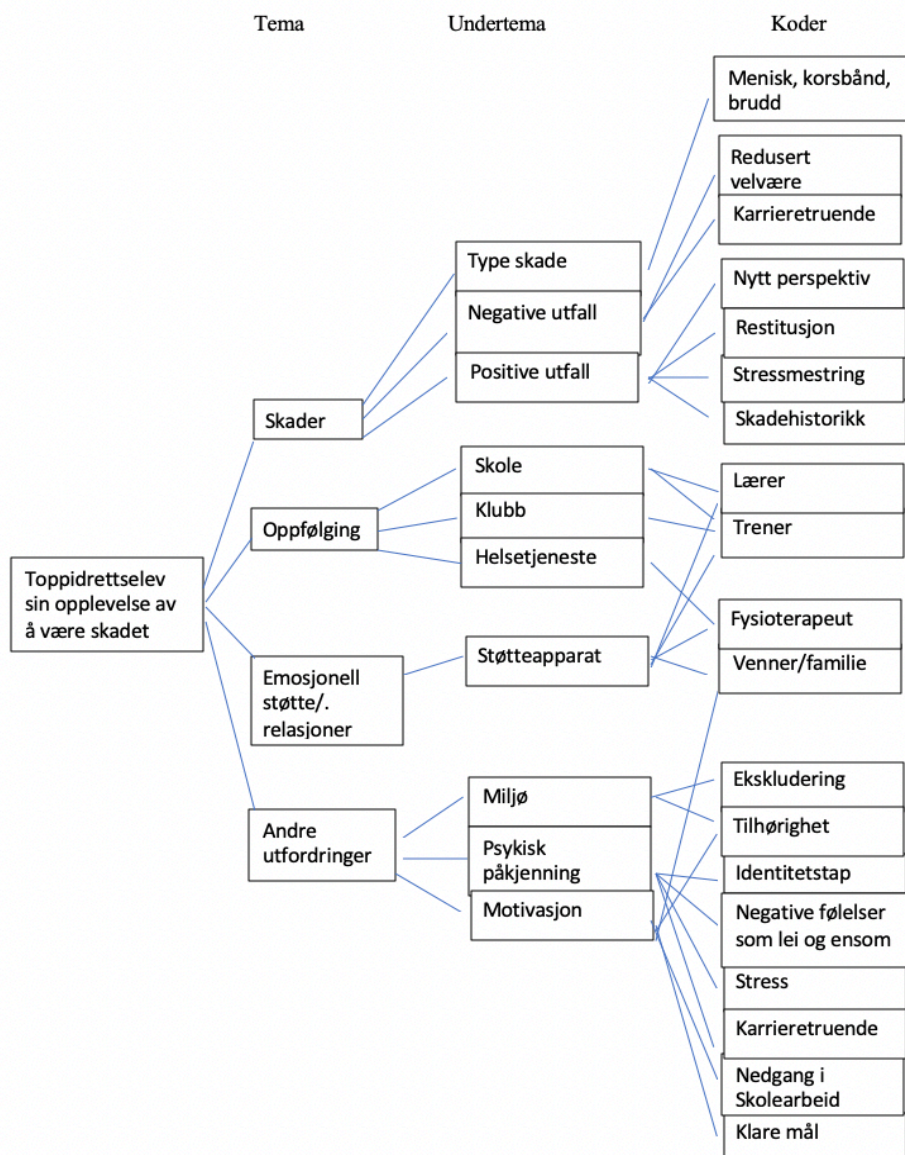 Tema
Undertema
Koder
Toppidrettselev
sin opplevelse av
å være skadet
Skader
Oppfølging
Emosjonell
støtte/.
relasjoner
Andre
utfordringer
Type skade
Negative utfall
Positive utfall
Skole
Klubb
Helsetjeneste
Støtteapparat
Miljø
Psykisk
påkjenning
Motivasjon
Menisk, korsbånd,
brudd
Redusert
velvære
Karrieretruende
Nytt perspektiv
Restitusjon
Stressmestring
Skadehistorikk
Lærer
Trener
Fysioterapeut
Venner/familie
Ekskludering
Tilhørighet
Identitetstap
Negative følelser
som lei og ensom
Stress
Karrieretruende
Nedgang i
Skolearbeid
Klare mål